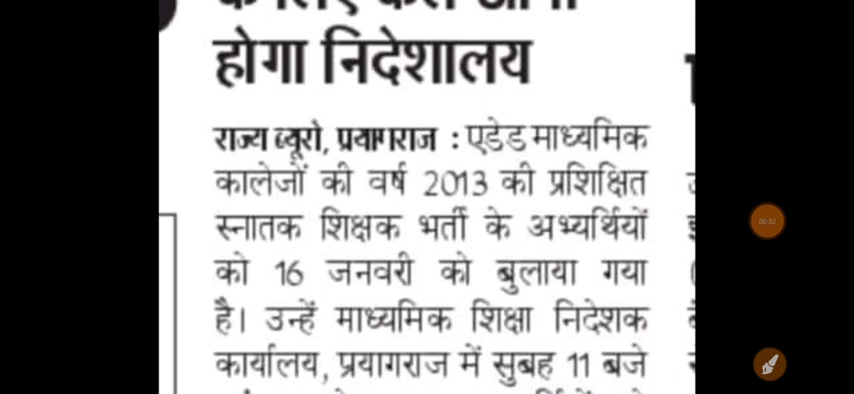 होगा निदेशालय
राज्य ब्यूरो, प्रयागराज : एडेड माध्यमिक
कालेजों की वर्ष 2013 की प्रशिक्षित
स्नातक शिक्षक भर्ती के अभ्यर्थियों
को 16 जनवरी को बुलाया गया
है। उन्हें माध्यमिक शिक्षा निदेशक
कार्यालय, प्रयागराज में सुबह 11 बजे